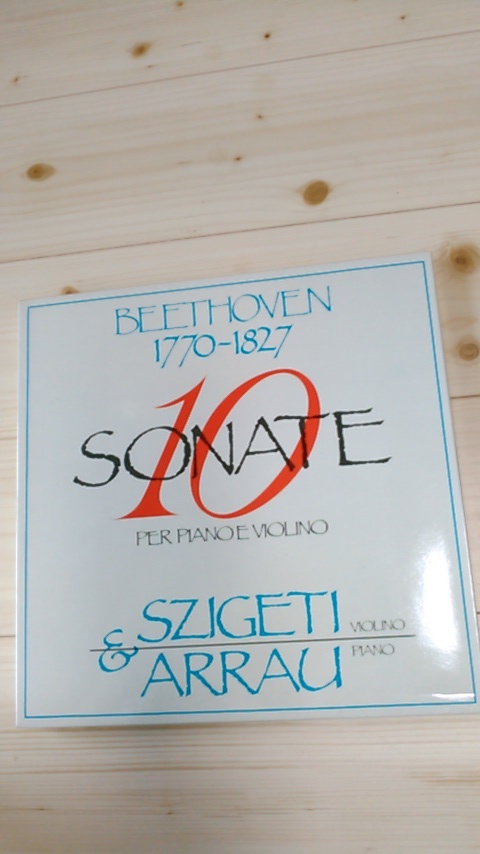 BEETHOVEN
1770-1827
10
SONATE
PER PIANO E VIOLINO
SZIGETI VIOLINO
& ARRAU PIANO